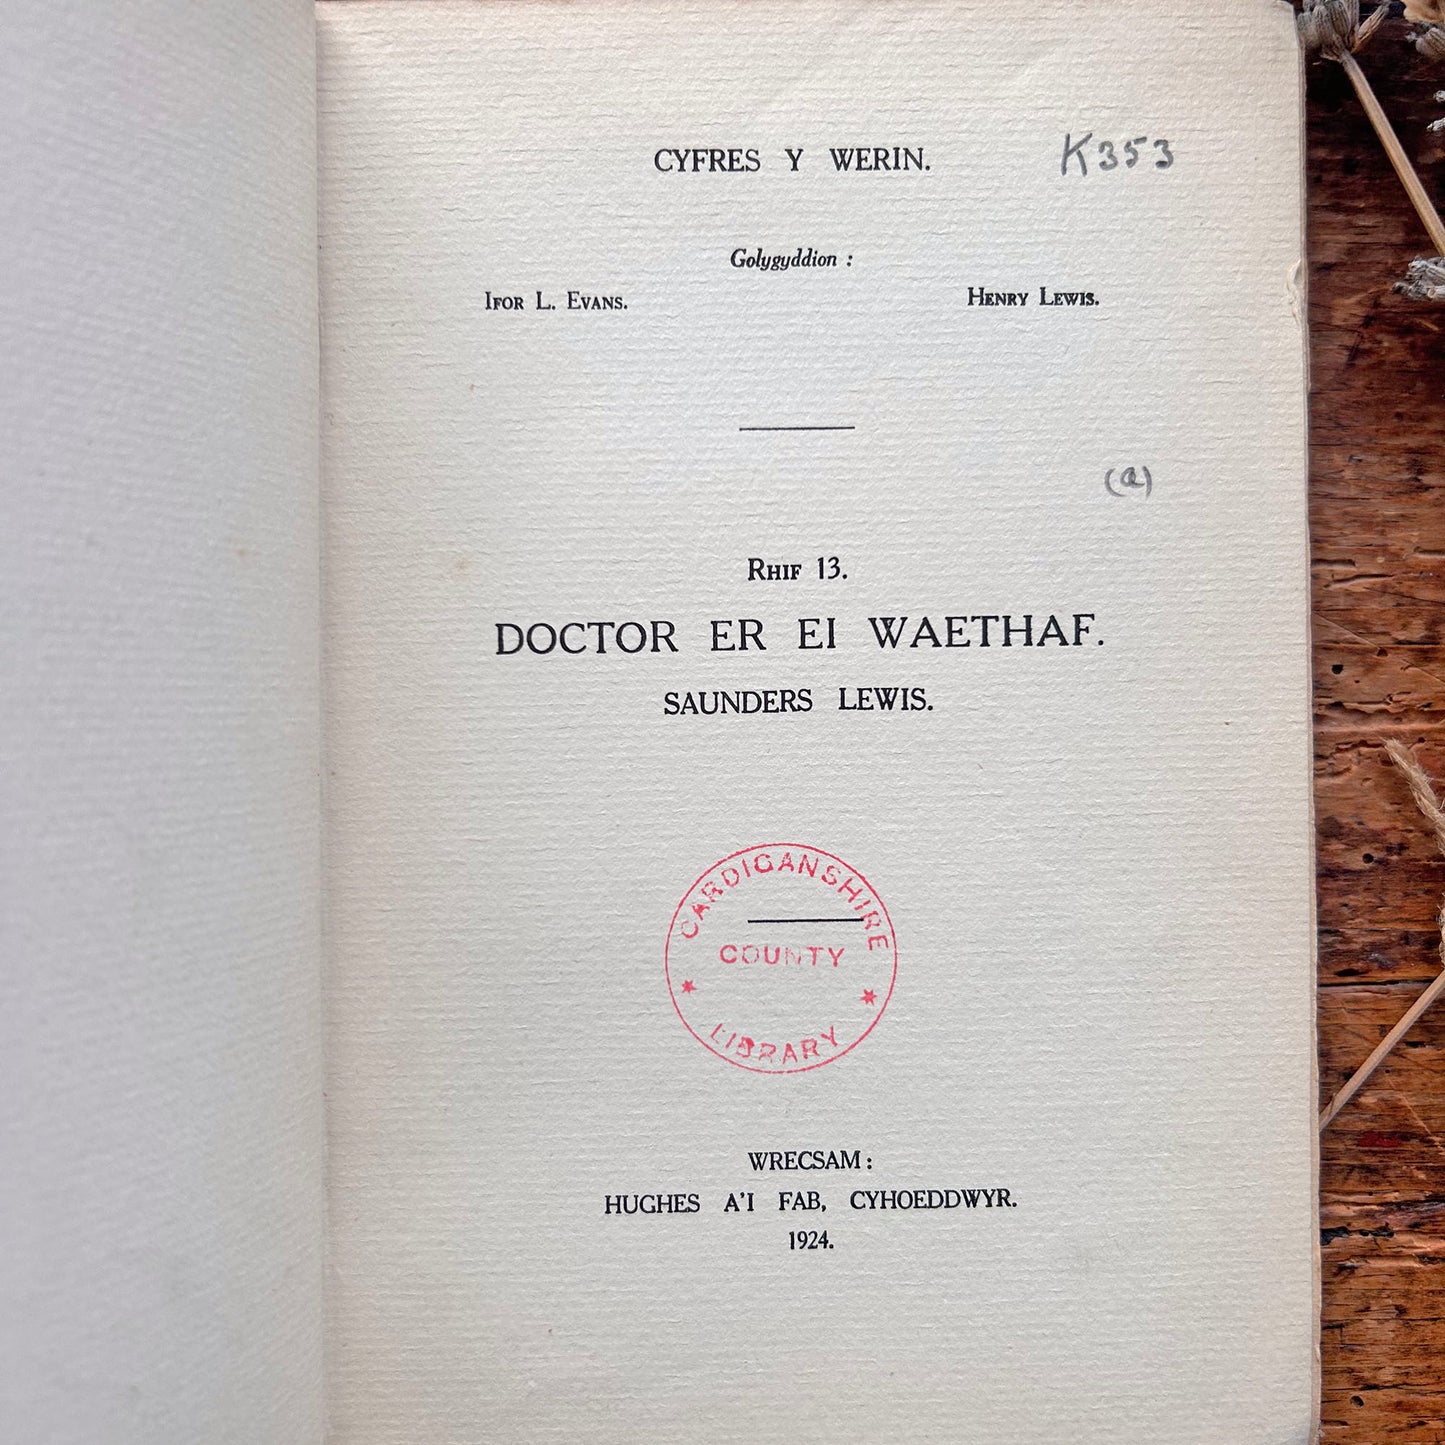 CYFRES Y WERIN.
K353
Golygyddion :
IFOR L. EVANS.
HENRY LEWIS.
(a)
RHIF 13.
DOCTOR ER EI WAETHAF.
SAUNDERS LEWIS.
CARDIGANSHIRE
COUNTY
LIBRARY
WRECSAM :
HUGHES A'I FAB, CYHOEDDWYR.
1924.